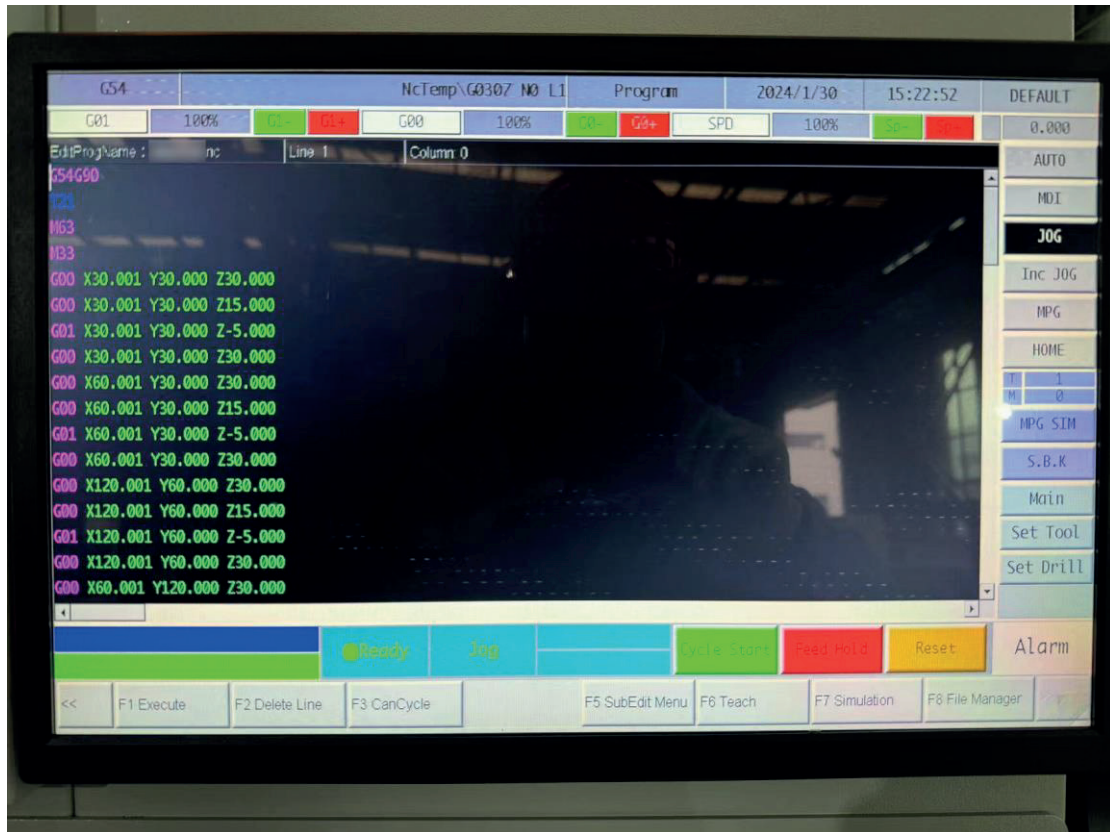 G54 NcTemp\G0307 N0 L1 Program 2024/1/30 15:22:52 DEFAULT
G01 100% G1- G1+ G00 100% G0- G0+ SPD 100% Sp- Sp+ 0.000
EditProgName : nc Line: 1 Column: 0
G54G90
M63
M33
G00 X30.001 Y30.000 Z30.000
G00 X30.001 Y30.000 Z15.000
G01 X30.001 Y30.000 Z-5.000
G00 X30.001 Y30.000 Z30.000
G00 X60.001 Y30.000 Z30.000
G00 X60.001 Y30.000 Z15.000
G01 X60.001 Y30.000 Z-5.000
G00 X60.001 Y30.000 Z30.000
G00 X120.001 Y60.000 Z30.000
G00 X120.001 Y60.000 Z15.000
G01 X120.001 Y60.000 Z-5.000
G00 X120.001 Y60.000 Z30.000
G00 X60.001 Y120.000 Z30.000
AUTO
MDI
JOG
Inc JOG
MPG
HOME
T 1
M 0
MPG SIM
S.B.K
Main
Set Tool
Set Drill
Ready Jog Cycle Start Feed Hold Reset Alarm
<< F1 Execute F2 Delete Line F3 CanCycle F5 SubEdit Menu F6 Teach F7 Simulation F8 File Manager